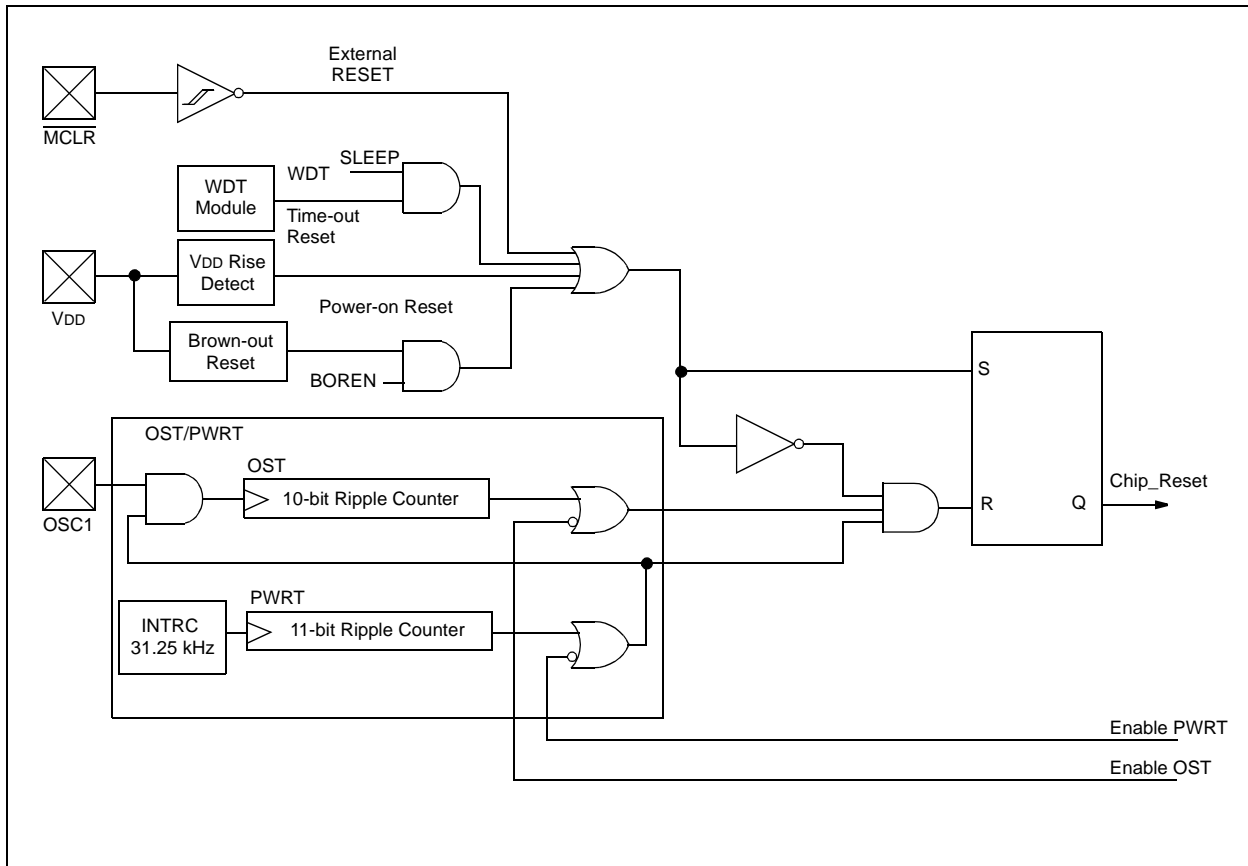 External
RESET
MCLR
SLEEP
WDT
WDT
Module
Time-out
Reset
VDD Rise
Detect
VDD
Power-on Reset
Brown-out
Reset
BOREN
S
OST/PWRT
OST
10-bit Ripple Counter
OSC1
Chip_Reset
R
Q
PWRT
INTRC
31.25 kHz
11-bit Ripple Counter
Enable PWRT
Enable OST